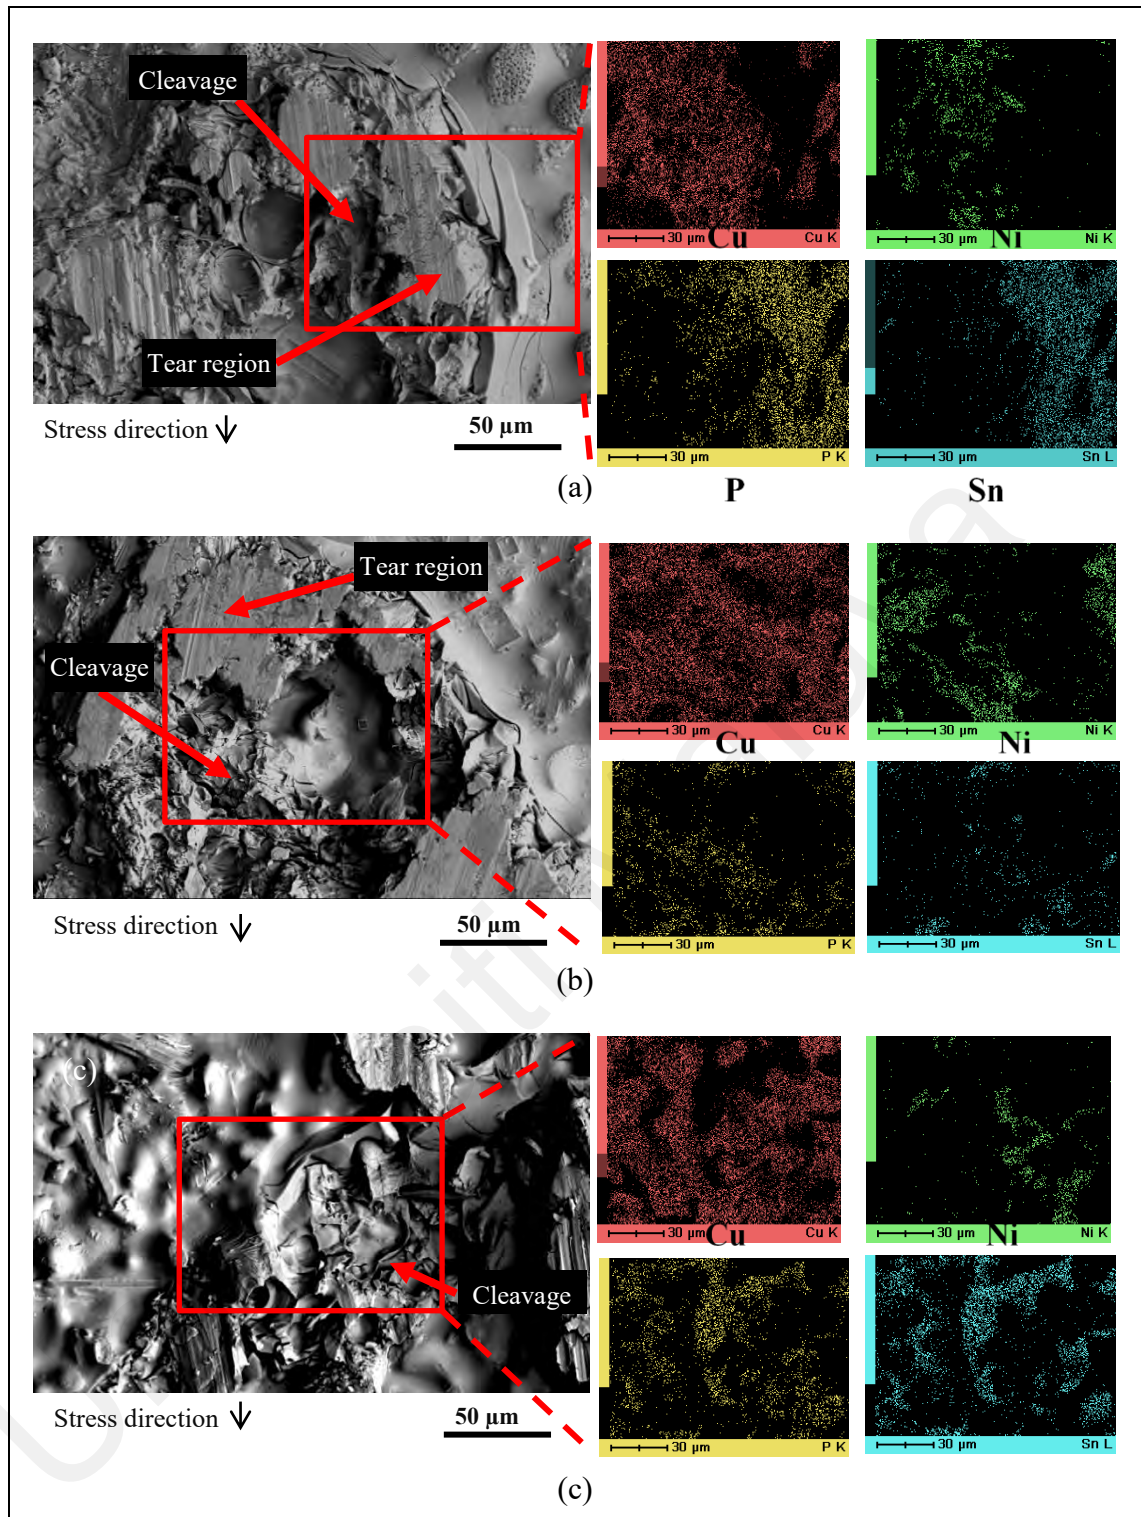 Cleavage
Tear region
Stress direction
50 µm
30 µm
Cu K
Cu
30 µm
Ni K
Ni
30 µm
P K
P
30 µm
Sn L
Sn
(a)
Tear region
Cleavage
Stress direction
50 µm
30 µm
Cu K
Cu
30 µm
Ni K
Ni
30 µm
P K
30 µm
Sn L
(b)
(c)
Cleavage
Stress direction
50 µm
30 µm
Cu K
Cu
30 µm
Ni K
Ni
30 µm
P K
30 µm
Sn L
(c)